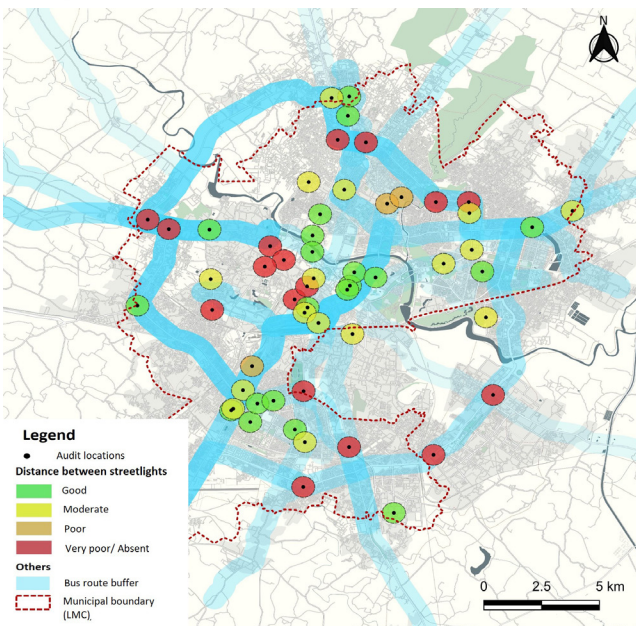 N
Legend
Audit locations
Distance between streetlights
Good
Moderate
Poor
Very poor/ Absent
Others
Bus route buffer
Municipal boundary
(LMC)
0 2.5 5 km